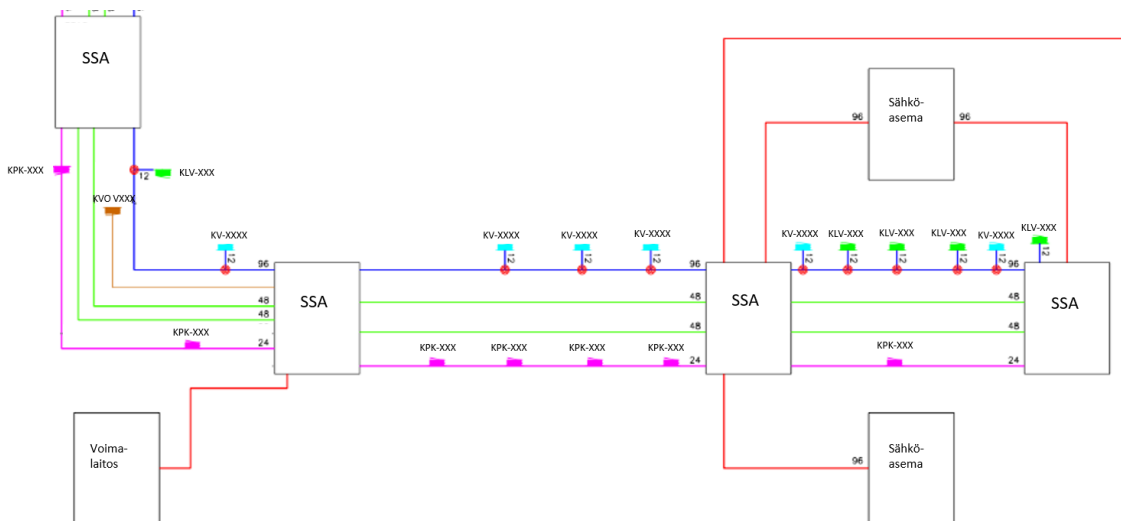 SSA
Sähkö-
asema
96
96
KPK-XXX
12
KLV-XXX
KVO VXXX
KV-XXXX
12
KV-XXXX
12
KV-XXXX
12
KV-XXXX
12
KV-XXXX
12
KLV-XXX
12
KLV-XXX
12
KLV-XXX
12
KV-XXXX
12
KLV-XXX
12
96
96
96
SSA
SSA
SSA
48
48
24
48
48
24
48
48
24
KPK-XXX
KPK-XXX
KPK-XXX
KPK-XXX
KPK-XXX
KPK-XXX
Voima-
laitos
Sähkö-
asema
96